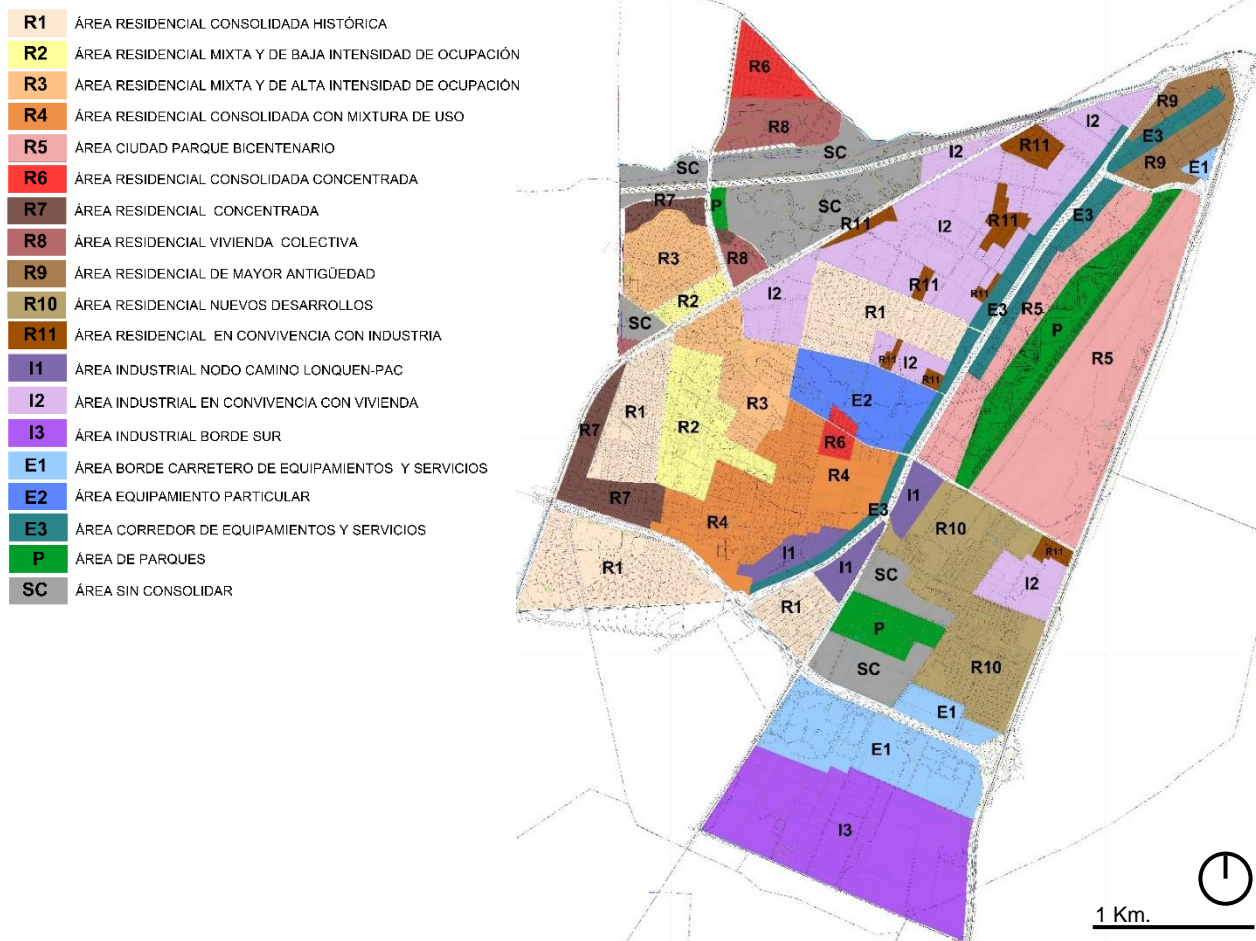 R1 ÁREA RESIDENCIAL CONSOLIDADA HISTÓRICA
R2 ÁREA RESIDENCIAL MIXTA Y DE BAJA INTENSIDAD DE OCUPACIÓN
R3 ÁREA RESIDENCIAL MIXTA Y DE ALTA INTENSIDAD DE OCUPACIÓN
R4 ÁREA RESIDENCIAL CONSOLIDADA CON MIXTURA DE USO
R5 ÁREA CIUDAD PARQUE BICENTENARIO
R6 ÁREA RESIDENCIAL CONSOLIDADA CONCENTRADA
R7 ÁREA RESIDENCIAL CONCENTRADA
R8 ÁREA RESIDENCIAL VIVIENDA COLECTIVA
R9 ÁREA RESIDENCIAL DE MAYOR ANTIGÜEDAD
R10 ÁREA RESIDENCIAL NUEVOS DESARROLLOS
R11 ÁREA RESIDENCIAL EN CONVIVENCIA CON INDUSTRIA
I1 ÁREA INDUSTRIAL NODO CAMINO LONQUEN-PAC
I2 ÁREA INDUSTRIAL EN CONVIVENCIA CON VIVIENDA
I3 ÁREA INDUSTRIAL BORDE SUR
E1 ÁREA BORDE CARRETERO DE EQUIPAMIENTOS Y SERVICIOS
E2 ÁREA EQUIPAMIENTO PARTICULAR
E3 ÁREA CORREDOR DE EQUIPAMIENTOS Y SERVICIOS
P ÁREA DE PARQUES
SC ÁREA SIN CONSOLIDAR
R6
R9
I2
R8
E3
R11
I2
SC
R9
E1
SC
R7
P
SC
E3
R11
R11
I2
R3
R8
R11
I2
R11
R2
E3
R5
R1
SC
P
R11
I2
R5
R11
E2
R3
R1
R2
R7
R6
R4
I1
R7
E3
R4
R10
I1
R11
I1
R1
SC
I2
R1
P
R10
SC
E1
E1
I3
1 Km.